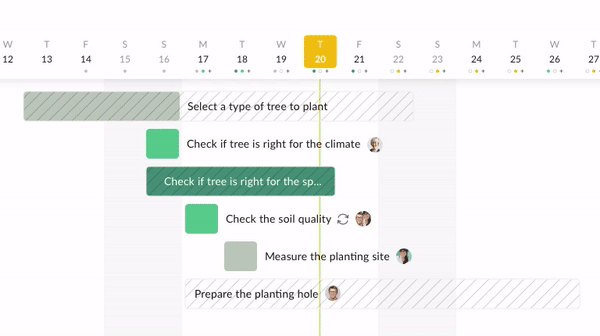 W T F S S M T W T F S S M T W T
12 13 14 15 16 17 18 19 20 21 22 23 24 25 26 27
Select a type of tree to plant
Check if tree is right for the climate
Check if tree is right for the sp...
Check the soil quality
Measure the planting site
Prepare the planting hole